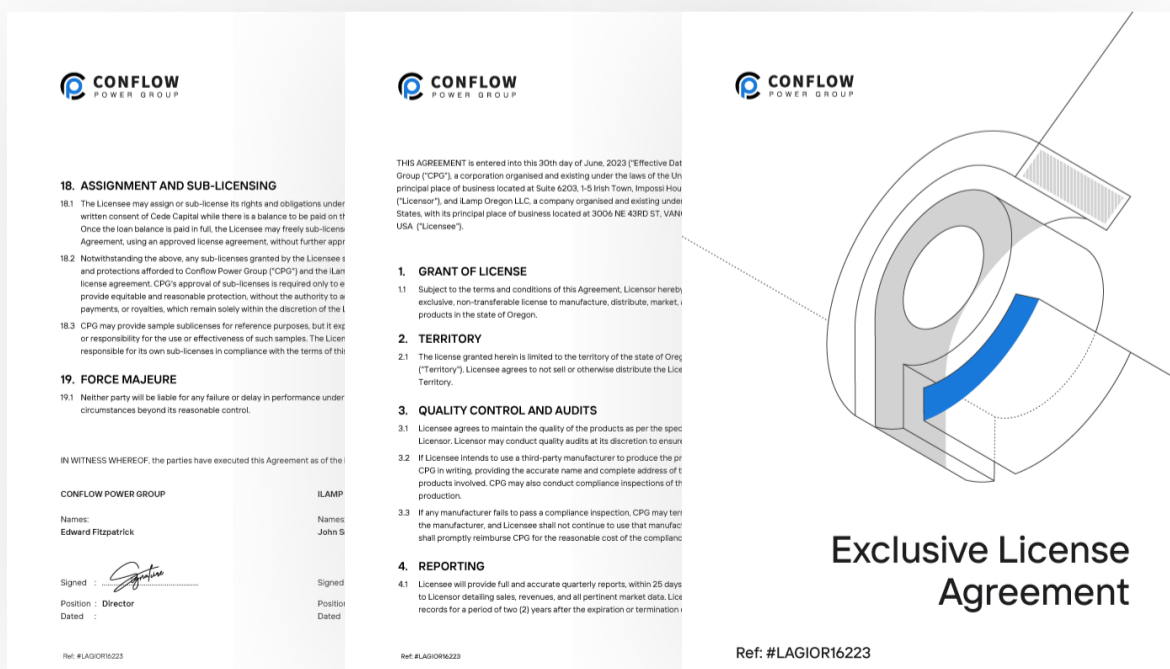 CONFLOW
POWER GROUP
18. ASSIGNMENT AND SUB-LICENSING
18.1 The Licensee may assign or sub-license its rights and obligations under
written consent of Cede Capital while there is a balance to be paid on th
Once the loan balance is paid in full, the Licensee may freely sub-licens
Agreement, using an approved license agreement, without further appr
18.2 Notwithstanding the above, any sub-licenses granted by the Licensee s
and protections afforded to Conflow Power Group ("CPG") and the iLam
license agreement. CPG's approval of sub-licenses is required only to e
provide equitable and reasonable protection, without the authority to a
payments, or royalties, which remain solely within the discretion of the L
18.3 CPG may provide sample sublicenses for reference purposes, but it exp
or responsibility for the use or effectiveness of such samples. The Licen
responsible for its own sub-licenses in compliance with the terms of this
19. FORCE MAJEURE
19.1 Neither party will be liable for any failure or delay in performance under
circumstances beyond its reasonable control.
IN WITNESS WHEREOF, the parties have executed this Agreement as of the
CONFLOW POWER GROUP
ILAMP
Names:
Edward Fitzpatrick
Names
John S
Signed : Signature
Signed
Position : Director
Dated :
Position
Dated
Ref: #LAGIOR16223
CONFLOW
POWER GROUP
THIS AGREEMENT is entered into this 30th day of June, 2023 ("Effective Dat
Group ("CPG"), a corporation organised and existing under the laws of the Un
principal place of business located at Suite 6203, 1-5 Irish Town, Impossi Hou
("Licensor"), and iLamp Oregon LLC, a company organised and existing under
States, with its principal place of business located at 3006 NE 43RD ST, VAN
USA ("Licensee").
1. GRANT OF LICENSE
1.1 Subject to the terms and conditions of this Agreement, Licensor hereby
exclusive, non-transferable license to manufacture, distribute, market,
products in the state of Oregon.
2. TERRITORY
2.1 The license granted herein is limited to the territory of the state of Oreg
("Territory"). Licensee agrees to not sell or otherwise distribute the Lice
Territory.
3. QUALITY CONTROL AND AUDITS
3.1 Licensee agrees to maintain the quality of the products as per the spec
Licensor. Licensor may conduct quality audits at its discretion to ensure
3.2 If Licensee intends to use a third-party manufacturer to produce the pr
CPG in writing, providing the accurate name and complete address of t
products involved. CPG may also conduct compliance inspections of th
production.
3.3 If any manufacturer fails to pass a compliance inspection, CPG may ter
the manufacturer, and Licensee shall not continue to use that manufac
shall promptly reimburse CPG for the reasonable cost of the complianc
4. REPORTING
4.1 Licensee will provide full and accurate quarterly reports, within 25 days
to Licensor detailing sales, revenues, and all pertinent market data. Lice
records for a period of two (2) years after the expiration or termination
Ref: #LAGIOR16223
CONFLOW
POWER GROUP
Exclusive License
Agreement
Ref: #LAGIOR16223